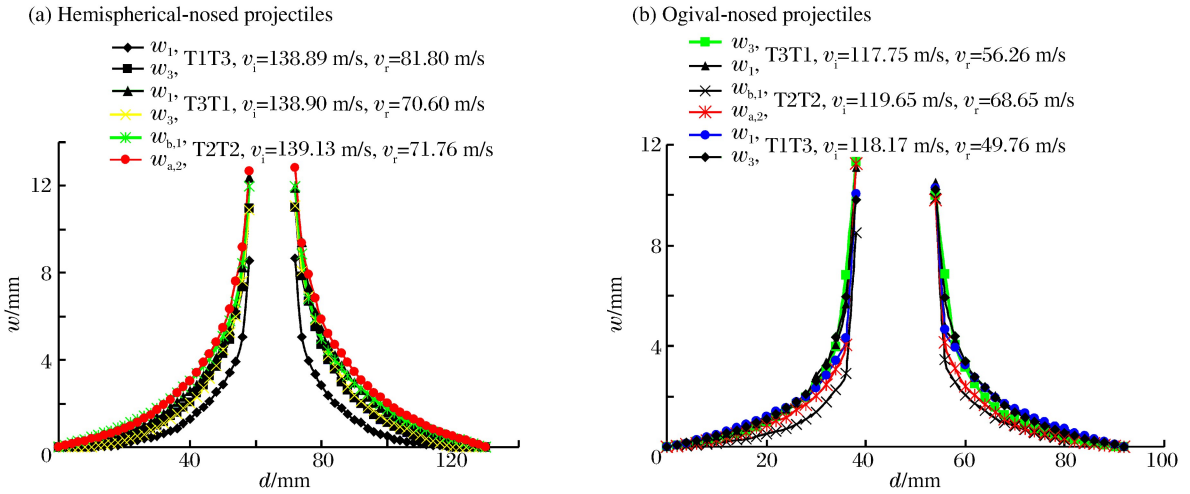 (a) Hemispherical-nosed projectiles
w₁,
T1T3, vᵢ=138.89 m/s, vᵣ=81.80 m/s
w₃,
w₁,
T3T1, vᵢ=138.90 m/s, vᵣ=70.60 m/s
w₃,
w_b,1,
T2T2, vᵢ=139.13 m/s, vᵣ=71.76 m/s
w_a,2,
12
8
4
0
w/mm
40
80
120
d/mm
(b) Ogival-nosed projectiles
w₃,
T3T1, vᵢ=117.75 m/s, vᵣ=56.26 m/s
w₁,
w_b,1,
T2T2, vᵢ=119.65 m/s, vᵣ=68.65 m/s
w_a,2,
w₁,
T1T3, vᵢ=118.17 m/s, vᵣ=49.76 m/s
w₃,
12
8
4
0
w/mm
20
40
60
80
100
d/mm